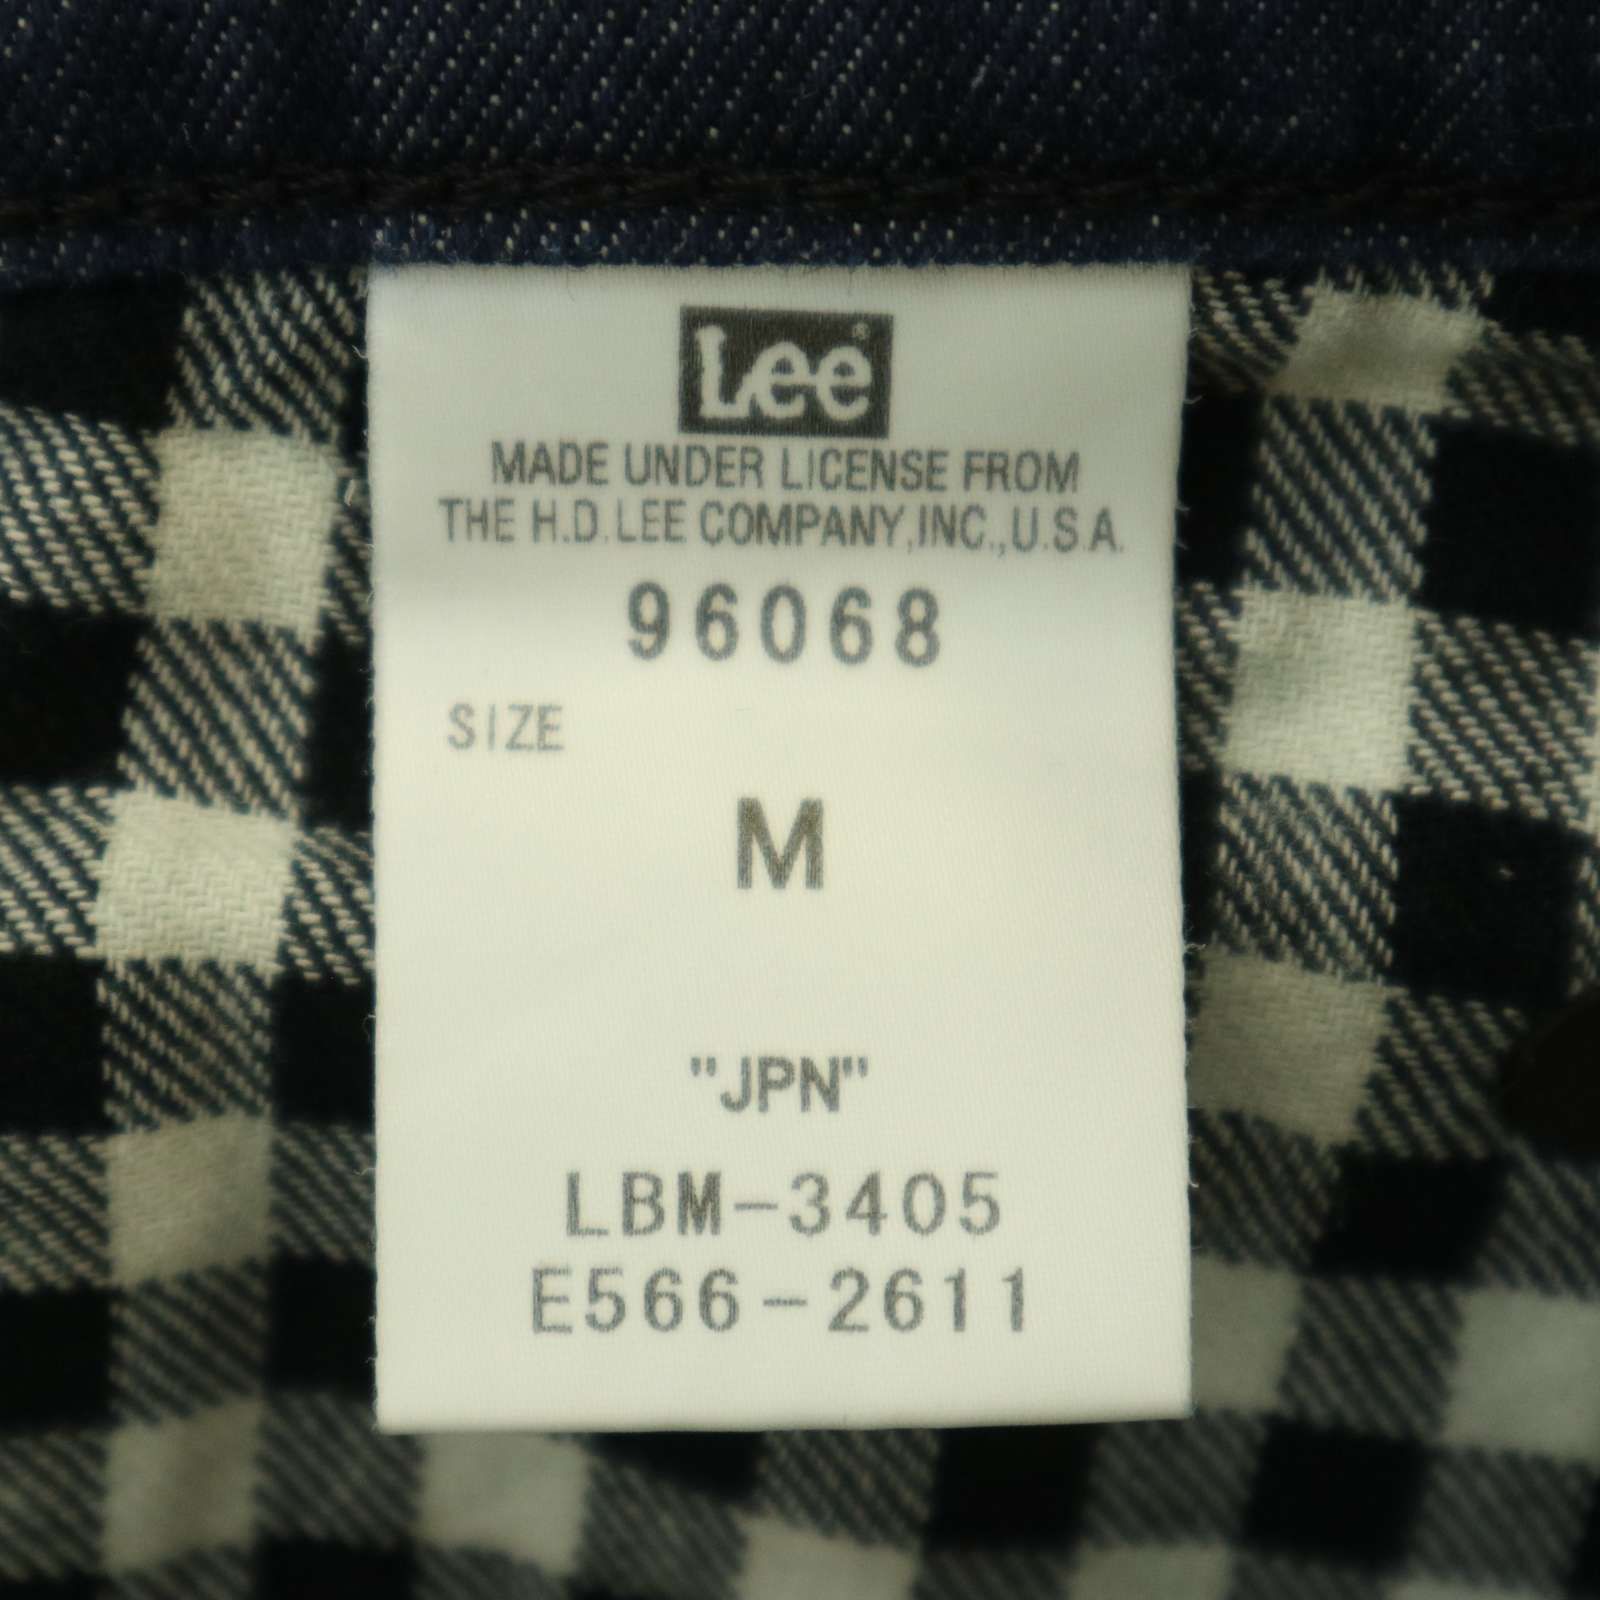 Lee®
MADE UNDER LICENSE FROM
THE H.D.LEE COMPANY,INC.,U.S.A.
96068
SIZE
M
"JPN"
LBM-3405
E566-2611